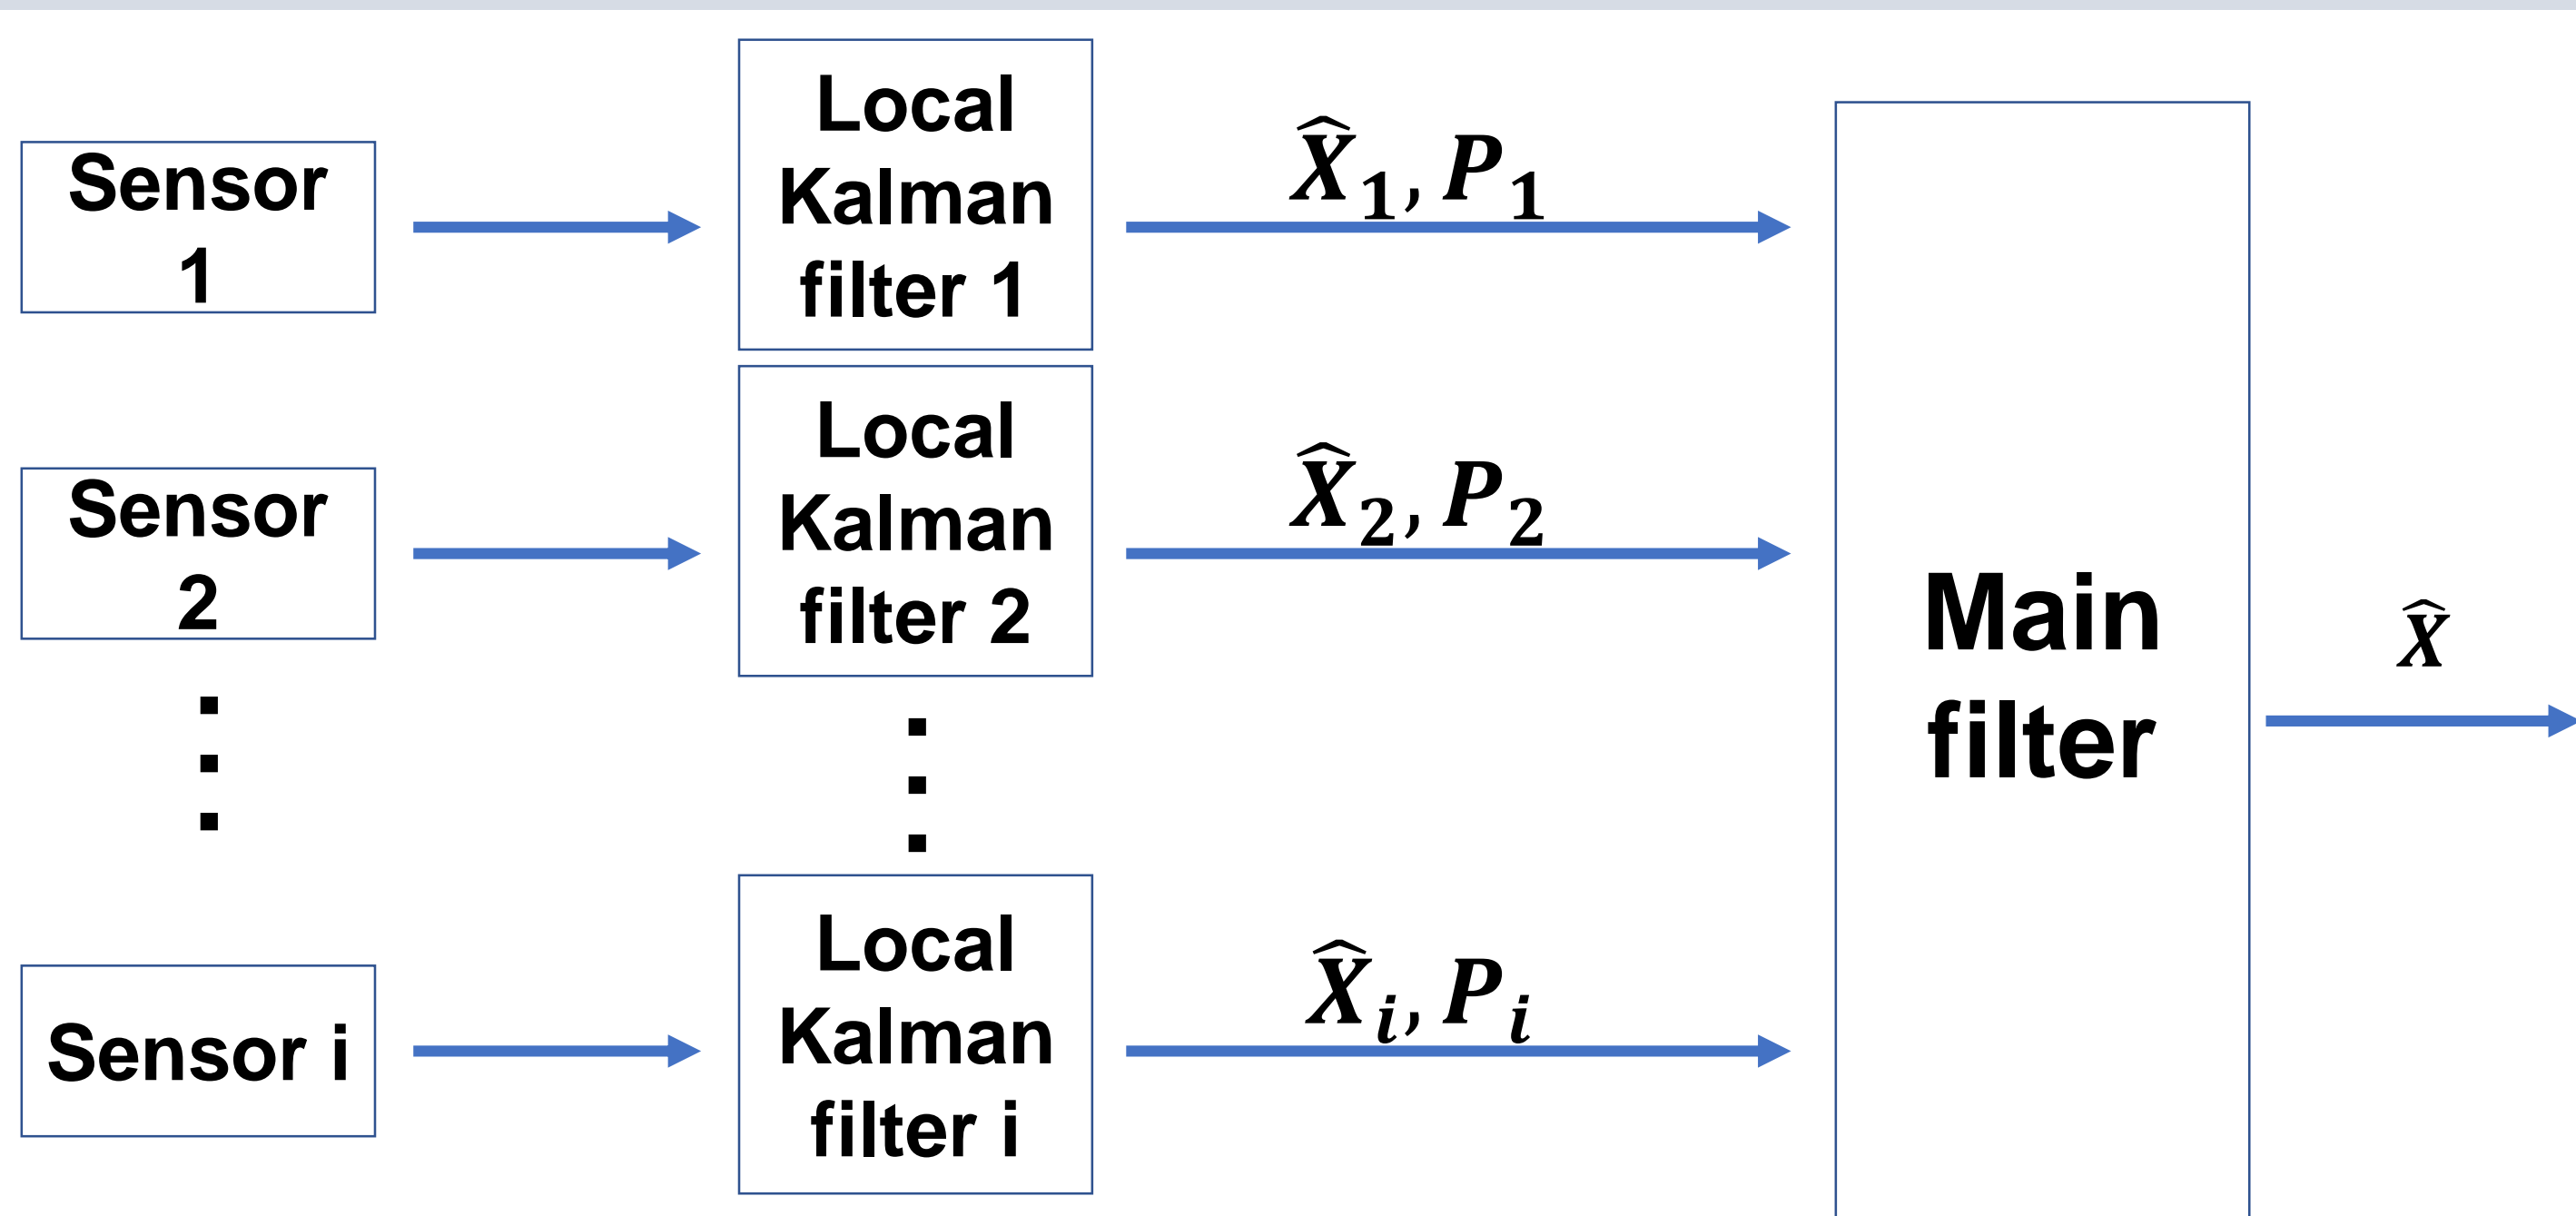 Sensor
1
Local
Kalman
filter 1
X̂₁, P₁
Sensor
2
Local
Kalman
filter 2
X̂₂, P₂
Main
filter
X̂
Sensor i
Local
Kalman
filter i
X̂ᵢ, Pᵢ